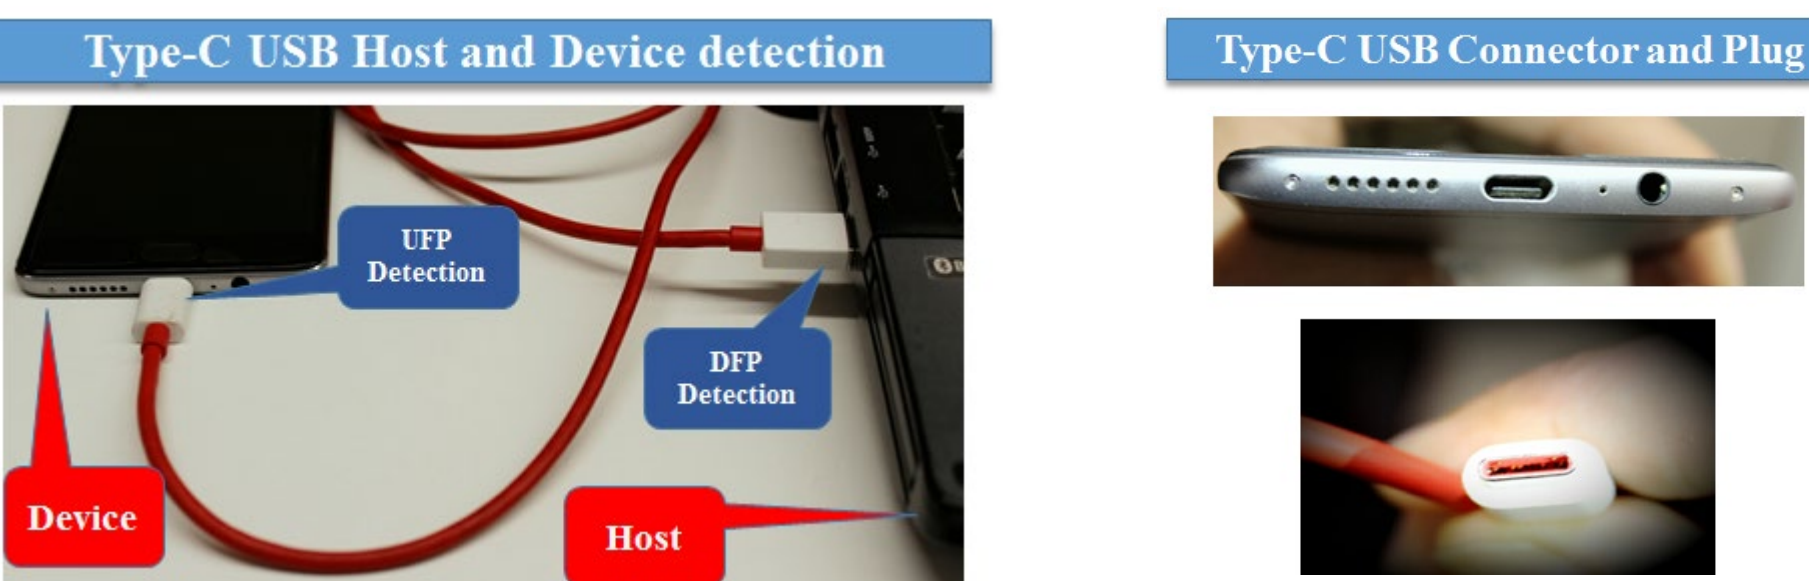 Type-C USB Host and Device detection
UFP
Detection
DFP
Detection
Device
Host
Type-C USB Connector and Plug